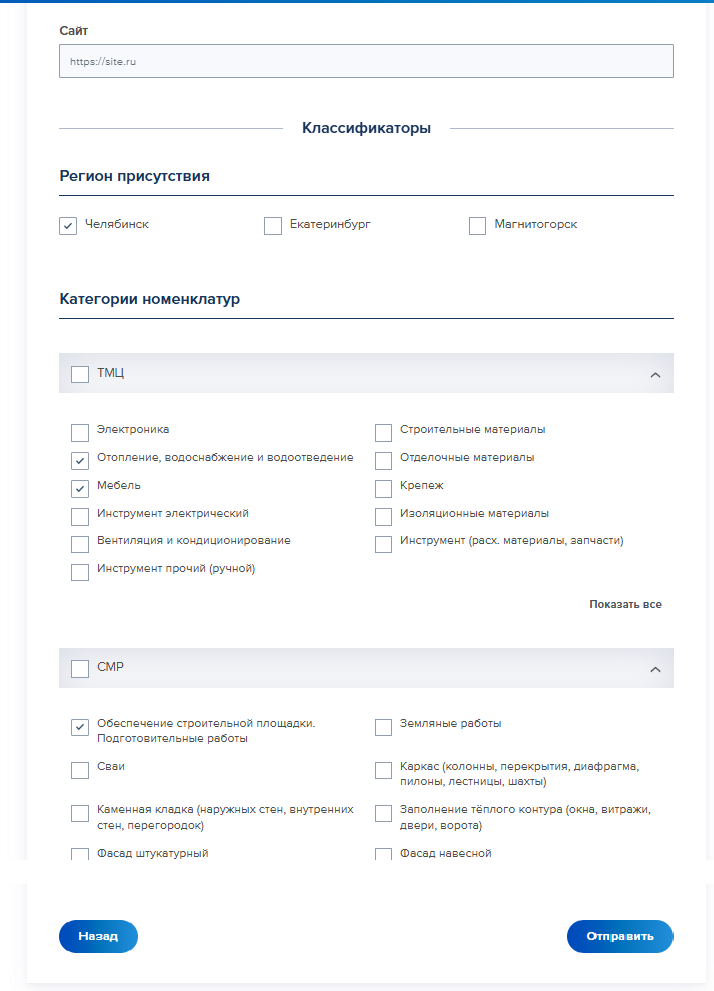 Сайт
https://site.ru
Классификаторы
Регион присутствия
Челябинск
Екатеринбург
Магнитогорск
Категории номенклатур
ТМЦ
Электроника
Строительные материалы
Отопление, водоснабжение и водоотведение
Отделочные материалы
Мебель
Крепеж
Инструмент электрический
Изоляционные материалы
Вентиляция и кондиционирование
Инструмент (расх. материалы, запчасти)
Инструмент прочий (ручной)
Показать все
СМР
Обеспечение строительной площадки.
Подготовительные работы
Земляные работы
Сваи
Каркас (колонны, перекрытия, диафрагма,
пилоны, лестницы, шахты)
Каменная кладка (наружных стен, внутренних
стен, перегородок)
Заполнение тёплого контура (окна, витражи,
двери, ворота)
Фасад штукатурный
Фасад навесной
Назад
Отправить